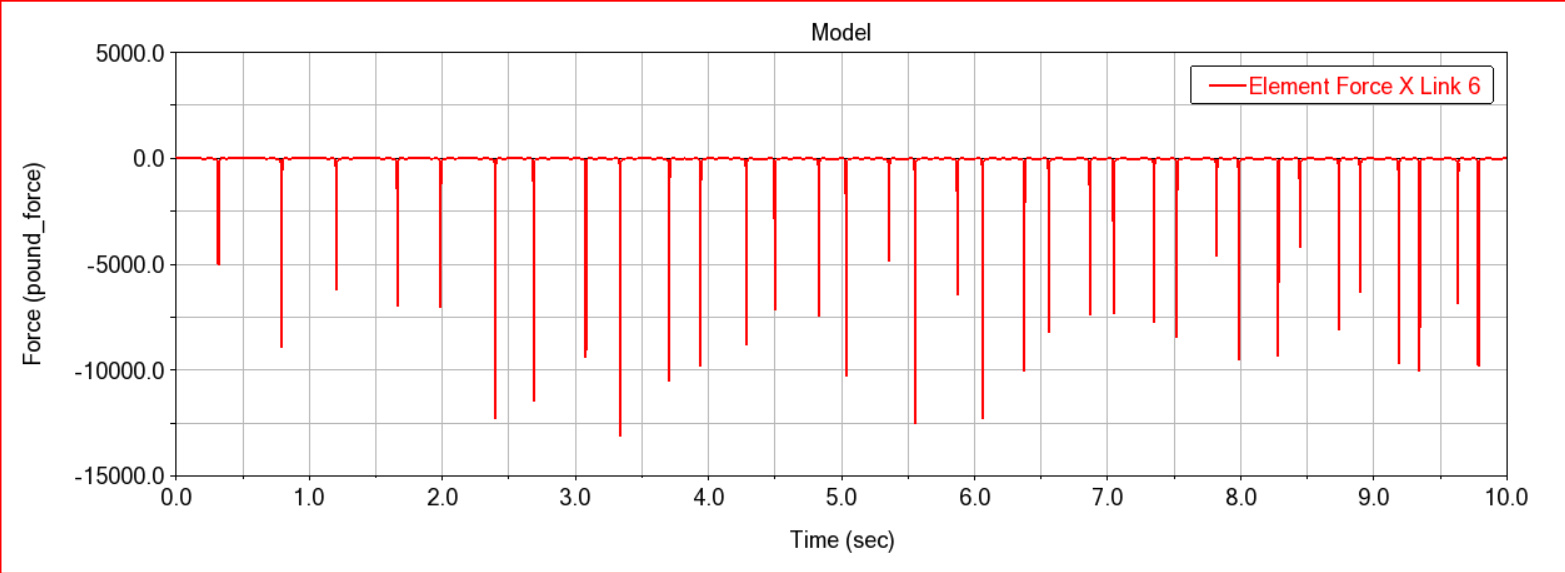 Model
Element Force X Link 6
5000.0
0.0
-5000.0
-10000.0
-15000.0
Force (pound_force)
0.0 1.0 2.0 3.0 4.0 5.0 6.0 7.0 8.0 9.0 10.0
Time (sec)